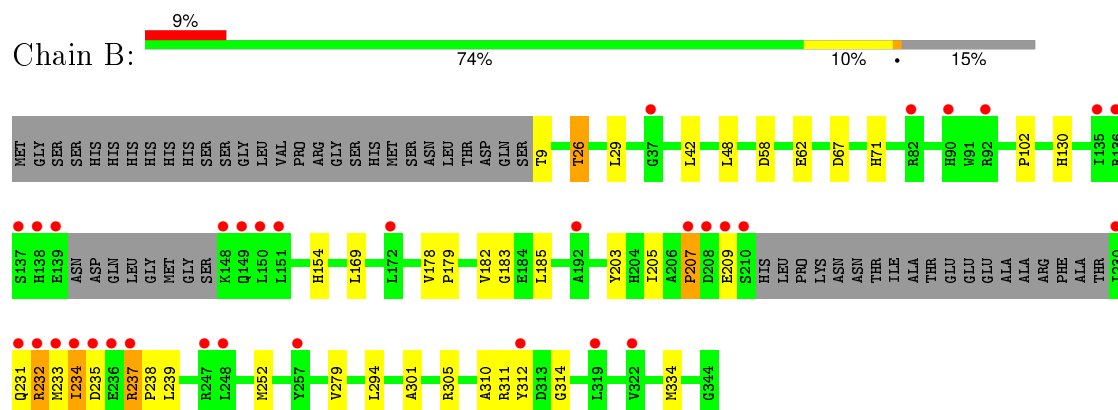 9%
Chain B:
74% 10% • 15%
MET GLY SER SER HIS HIS HIS HIS HIS HIS SER SER GLY LEU VAL PRO ARG GLY SER HIS MET SER ASN LEU THR ASP GLN SER T9 T26 L29 G37 L42 L48 D58 E62 D67 H71 R82 H90 W91 R92 P102 H130 I135
S137 H138 E139 ASN ASP GLN LEU GLY MET GLY SER K148 Q149 L150 L151 H154 L169 L172 V178 P179 V182 G183 E184 L185 A192 Y203 H204 I205 A206 P207 D208 E209 S210 HIS LEU PRO LYS ASN ASN THR ILE ALA THR GLU GLU GLU ALA ALA ARG PHE ALA THR I230
Q231 R232 M233 I234 D235 E236 R237 P238 L239 R247 L248 M252 Y257 V279 L294 A301 R305 A310 R311 Y312 D313 G314 L319 V322 M334 G344